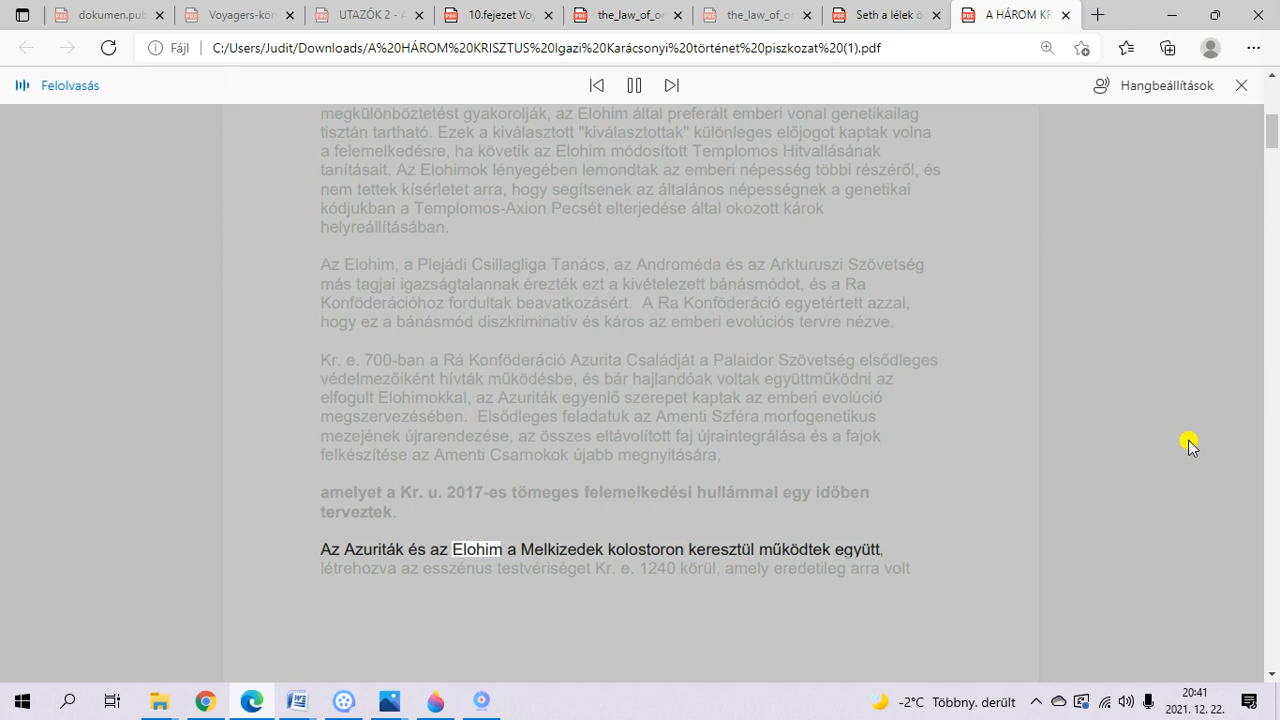 dokumen.pub
Voyagers-kön
UTAZÓK 2 - A
10.fejezet Voy
the_law_of_or
the_law_of_or
Seth a lélek ö
A HÁROM KR
Fájl
C:/Users/Judit/Downloads/A%20HÁROM%20KRISZTUS%20Igazi%20Karácsonyi%20történet%20piszkozat%20(1).pdf
Felolvasás
Hangbeállítások
megkülönböztetést gyakorolják, az Elohim által preferált emberi vonal genetikailag
tisztán tartható. Ezek a kiválasztott "kiválasztottak" különleges előjogot kaptak volna
a felemelkedésre, ha követik az Elohim módosított Templomos Hitvallásának
tanításait. Az Elohimok lényegében lemondtak az emberi népesség többi részéről, és
nem tettek kísérletet arra, hogy segítsenek az általános népességnek a genetikai
kódjukban a Templomos-Axion Pecsét elterjedése által okozott károk
helyreállításában.
Az Elohim, a Plejádi Csillagliga Tanács, az Androméda és az Arkturuszi Szövetség
más tagjai igazságtalannak érezték ezt a kivételezett bánásmódot, és a Ra
Konföderációhoz fordultak beavatkozásért.  A Ra Konföderáció egyetértett azzal,
hogy ez a bánásmód diszkriminatív és káros az emberi evolúciós tervre nézve.
Kr. e. 700-ban a Rá Konföderáció Azurita Családját a Palaidor Szövetség elsődleges
védelmezőiként hívták működésbe, és bár hajlandóak voltak együttműködni az
elfogult Elohimokkal, az Azuriták egyenlő szerepet kaptak az emberi evolúció
megszervezésében.  Elsődleges feladatuk az Amenti Szféra morfogenetikus
mezejének újrarendezése, az összes eltávolított faj újraintegrálása és a fajok
felkészítése az Amenti Csarnokok újabb megnyitására,
amelyet a Kr. u. 2017-es tömeges felemelkedési hullámmal egy időben
terveztek.
Az Azuriták és az Elohim a Melkizedek kolostoron keresztül működtek együtt,
létrehozva az esszénus testvériséget Kr. e. 1240 körül, amely eredetileg arra volt
-2°C Többny. derült
20:41
2021. 12. 22.